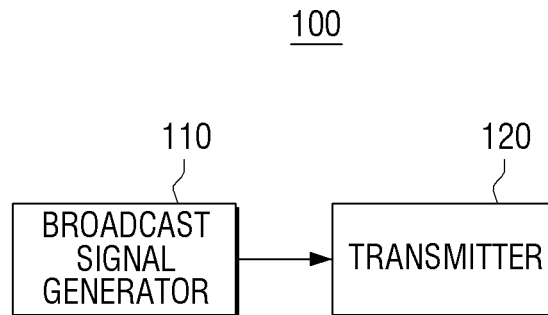 100
110
120
BROADCAST
SIGNAL
GENERATOR
TRANSMITTER